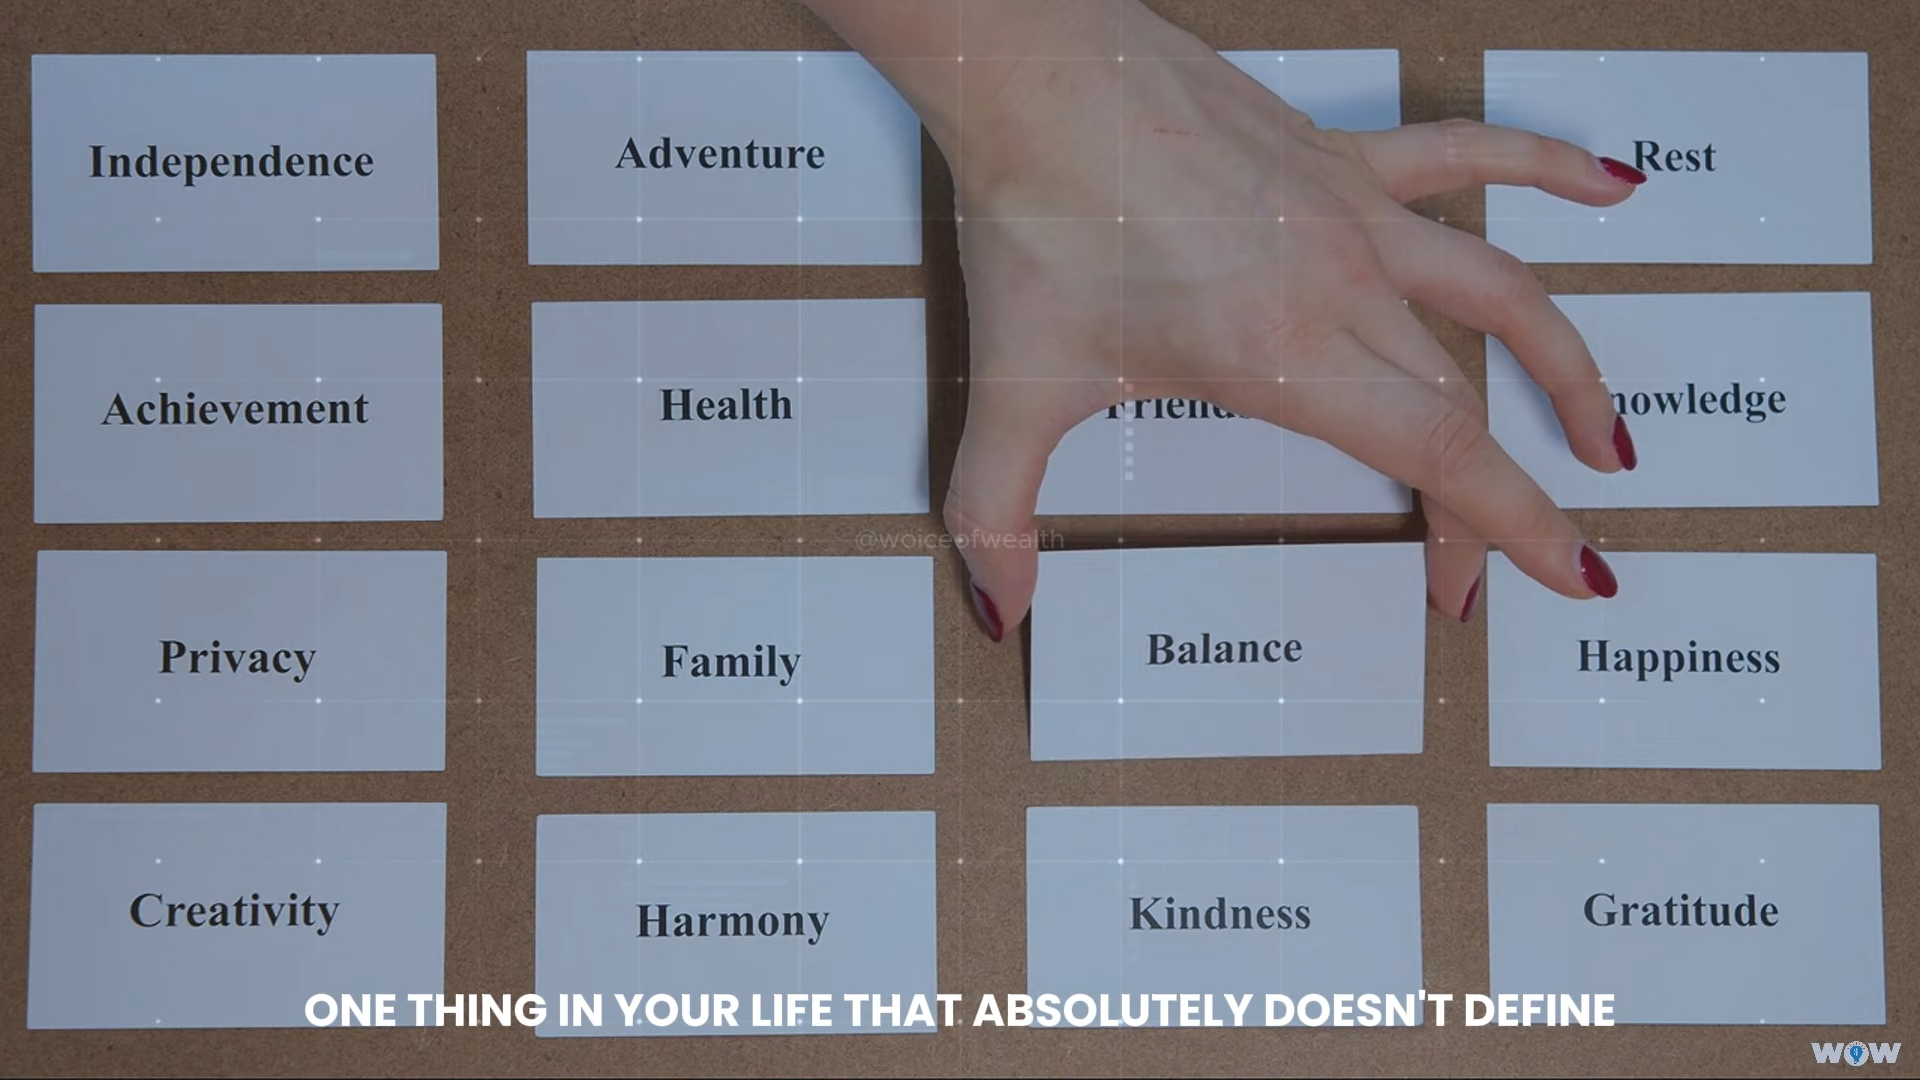 Independence
Adventure
Rest
Achievement
Health
Privacy
Family
Balance
Happiness
Creativity
Harmony
Kindness
Gratitude
@woiceofwealth
ONE THING IN YOUR LIFE THAT ABSOLUTELY DOESN'T DEFINE
WOW